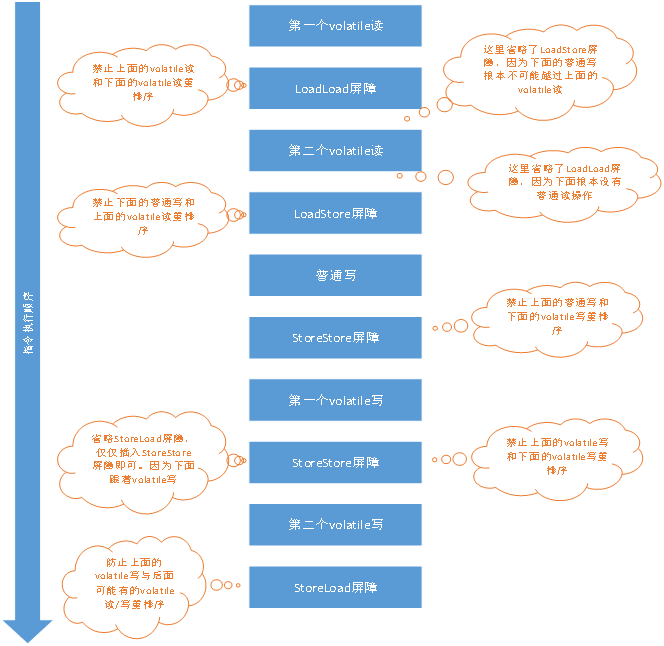 第一个volatile读
禁止上面的volatile读
和下面的volatile读重
排序
LoadLoad屏障
这里省略了LoadStore屏
障，因为下面的普通写
根本不可能越过上面的
volatile读
第二个volatile读
这里省略了LoadLoad屏
障，因为下面根本没有
普通读操作
禁止下面的普通写和
上面的volatile读重排
序
LoadStore屏障
普通写
指令执行顺序
禁止上面的普通写和
下面的volatile写重排
序
StoreStore屏障
第一个volatile写
省略StoreLoad屏障，
仅仅插入StoreStore
屏障即可。因为下面
跟着volatile写
StoreStore屏障
禁止上面的volatile写
和下面的volatile写重
排序
第二个volatile写
防止上面的
volatile写与后面
可能有的volatile
读/写重排序
StoreLoad屏障